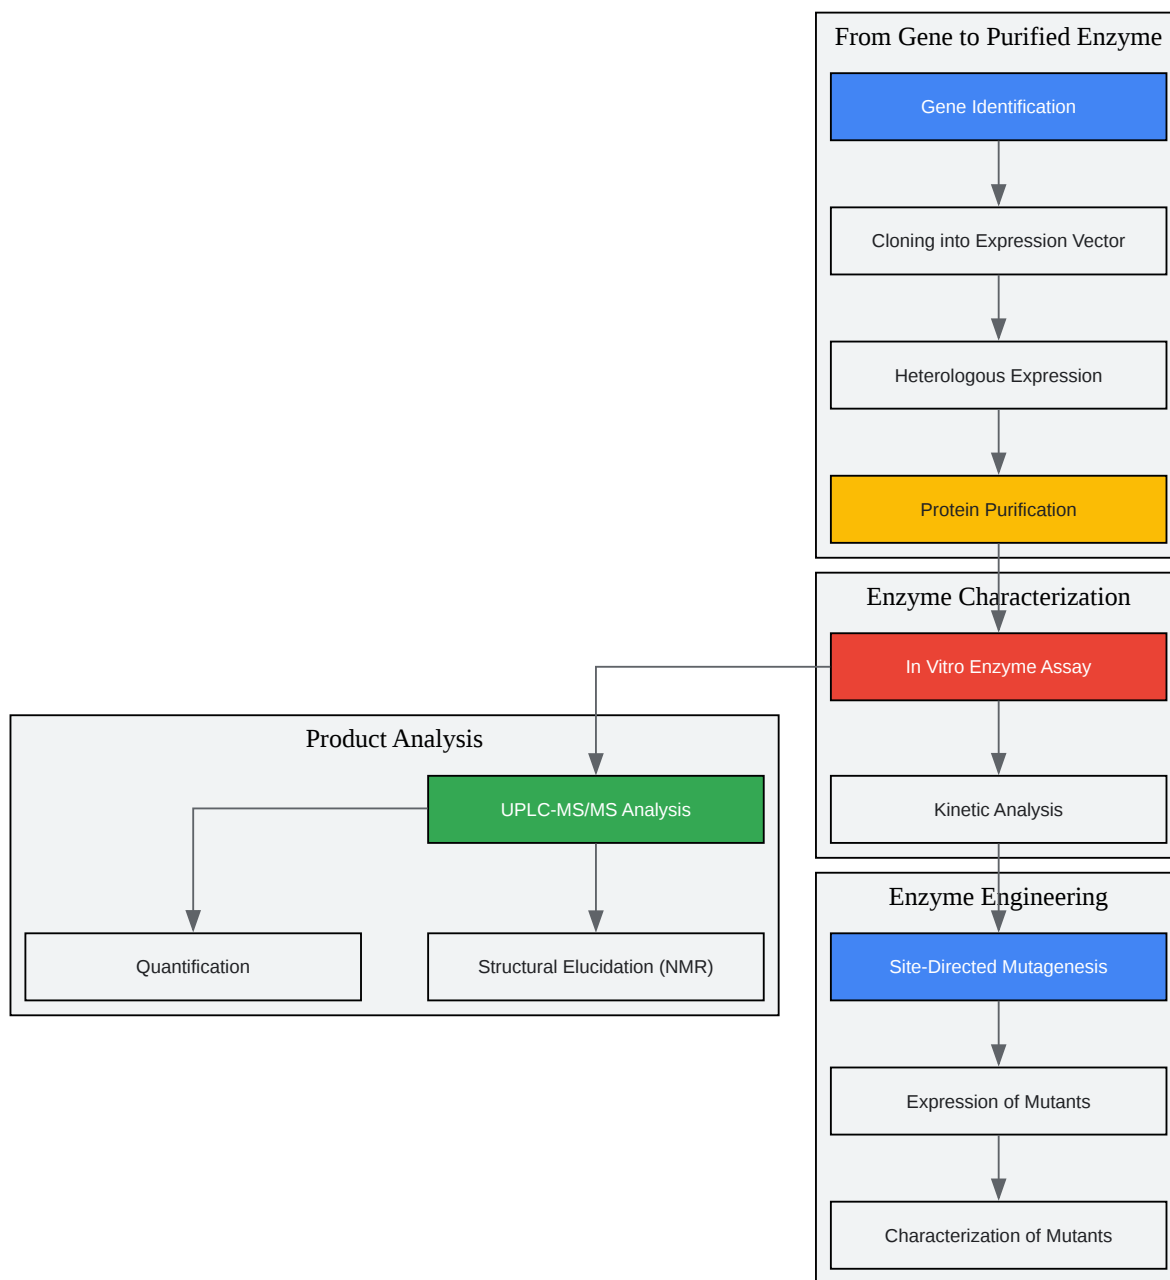 From Gene to Purified Enzyme
Gene Identification
Cloning into Expression Vector
Heterologous Expression
Protein Purification
Enzyme Characterization
In Vitro Enzyme Assay
Kinetic Analysis
Product Analysis
UPLC-MS/MS Analysis
Quantification
Structural Elucidation (NMR)
Enzyme Engineering
Site-Directed Mutagenesis
Expression of Mutants
Characterization of Mutants